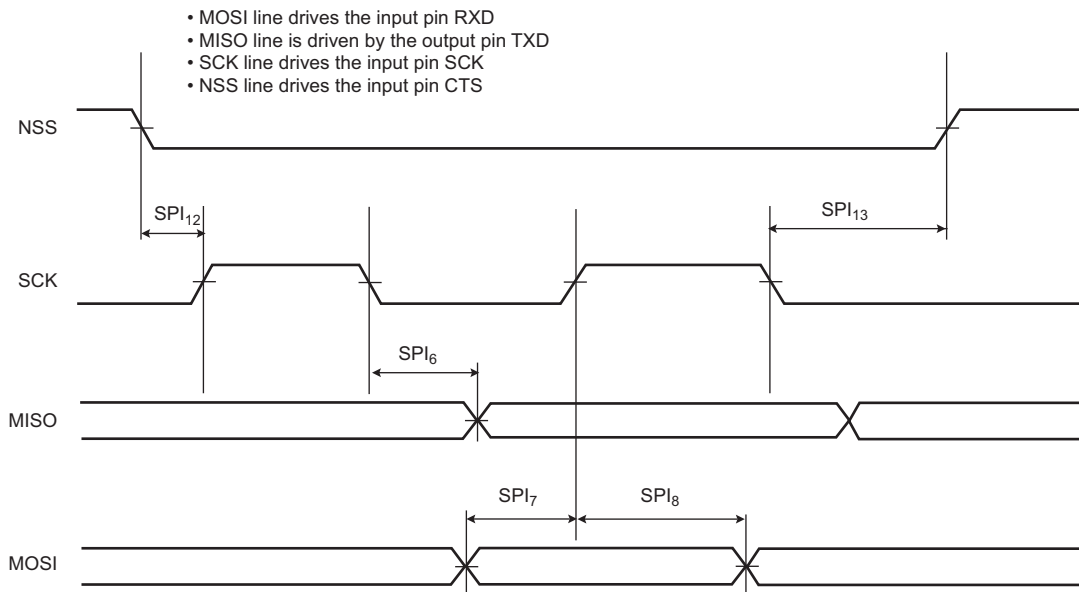 • MOSI line drives the input pin RXD
• MISO line is driven by the output pin TXD
• SCK line drives the input pin SCK
• NSS line drives the input pin CTS
NSS
SPI12
SPI13
SCK
SPI6
MISO
SPI7
SPI8
MOSI